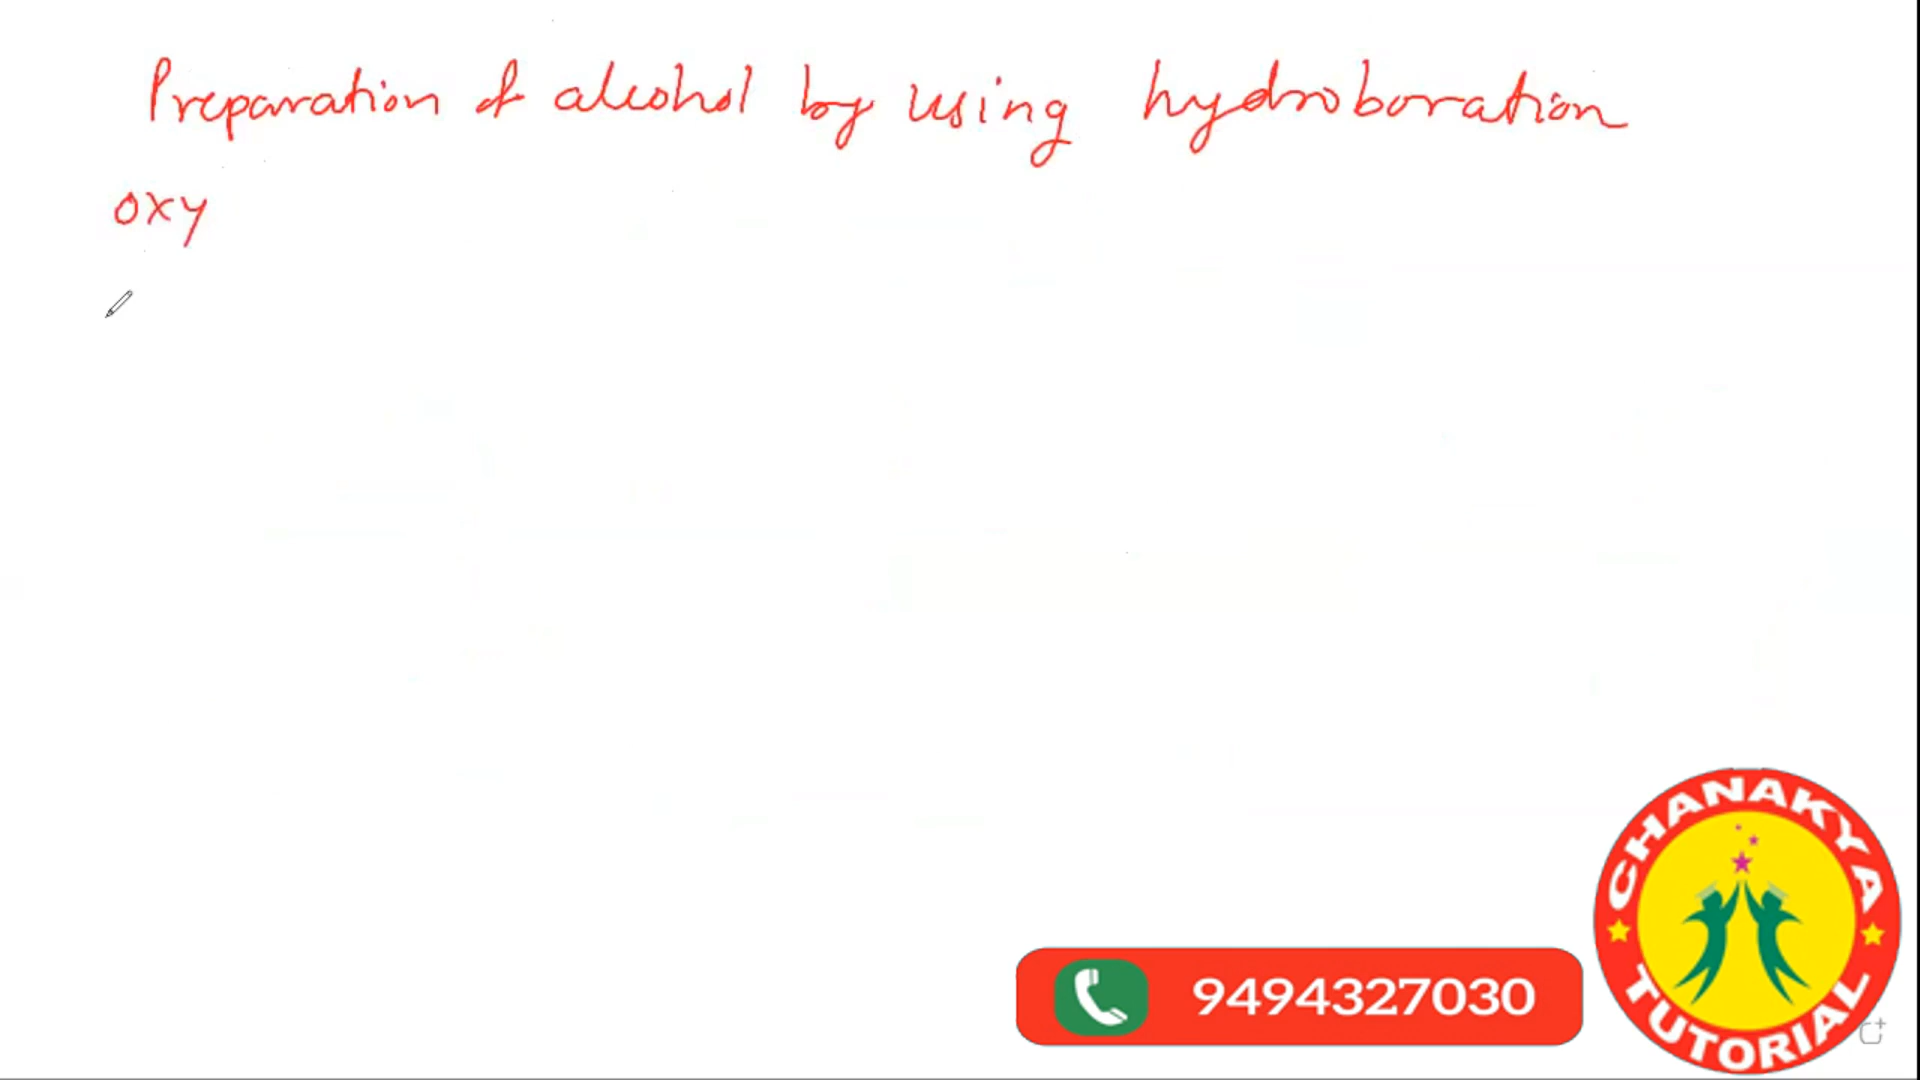 Preparation of alcohol by using hydroboration
oxy
9494327030
CHANAKYA
TUTORIAL